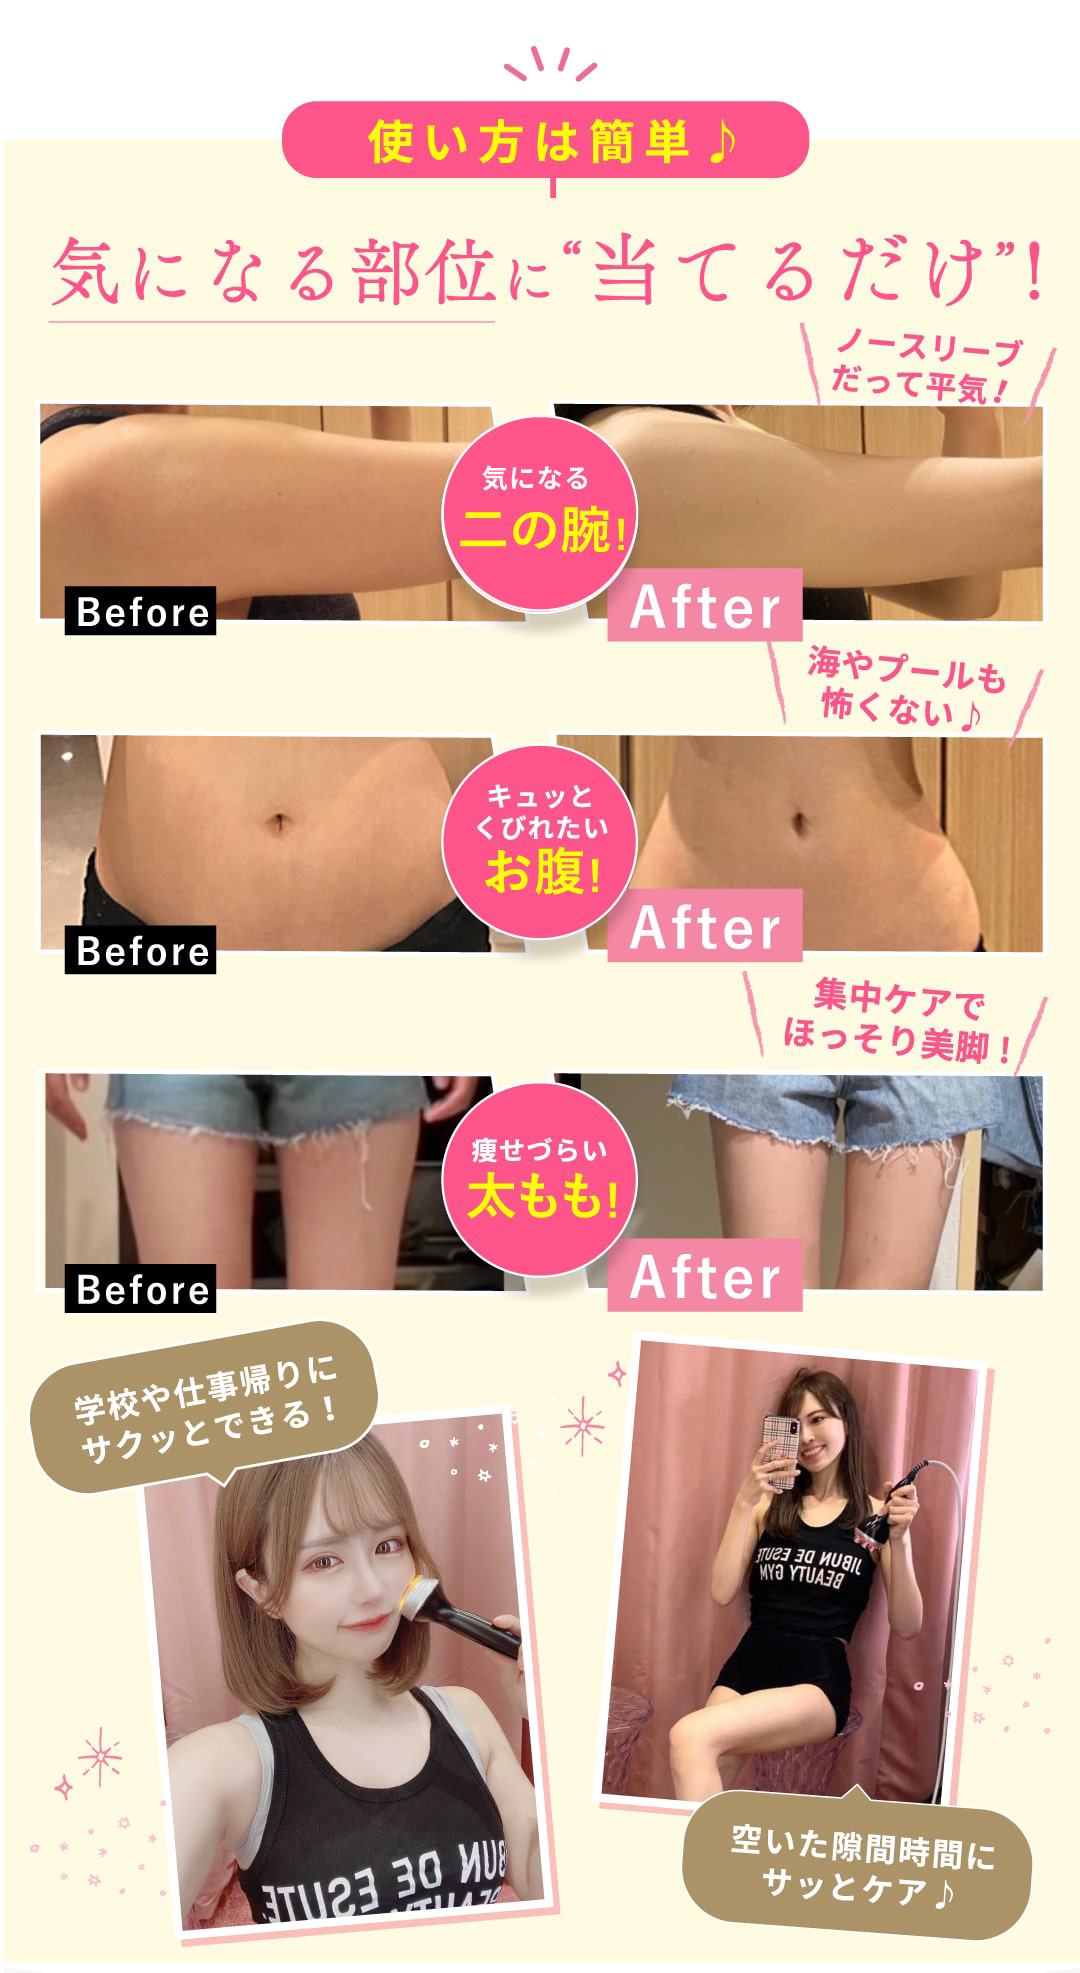 使い方は簡単♪
気になる部位に“当てるだけ”!
ノースリーブ
だって平気!
気になる
二の腕!
Before
After
海やプールも
怖くない♪
キュッと
くびれたい
お腹!
Before
After
集中ケアで
ほっそり美脚!
痩せづらい
太もも!
Before
After
学校や仕事帰りに
サクッとできる!
JIBUN DE ESUTE
BEAUTY GYM
BUN DE ESUTE
BEAUTY
空いた隙間時間に
サッとケア♪